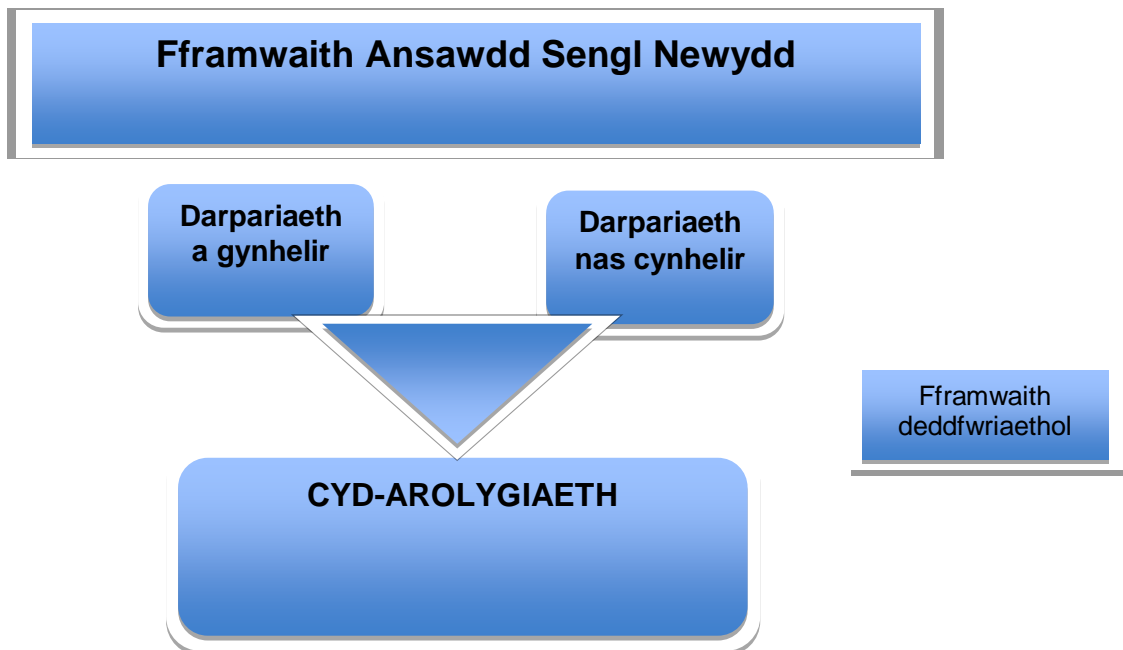 Fframwaith Ansawdd Sengl Newydd
Darpariaeth
a gynhelir
Darpariaeth
nas cynhelir
Fframwaith
deddfwriaethol
CYD-AROLYGIAETH